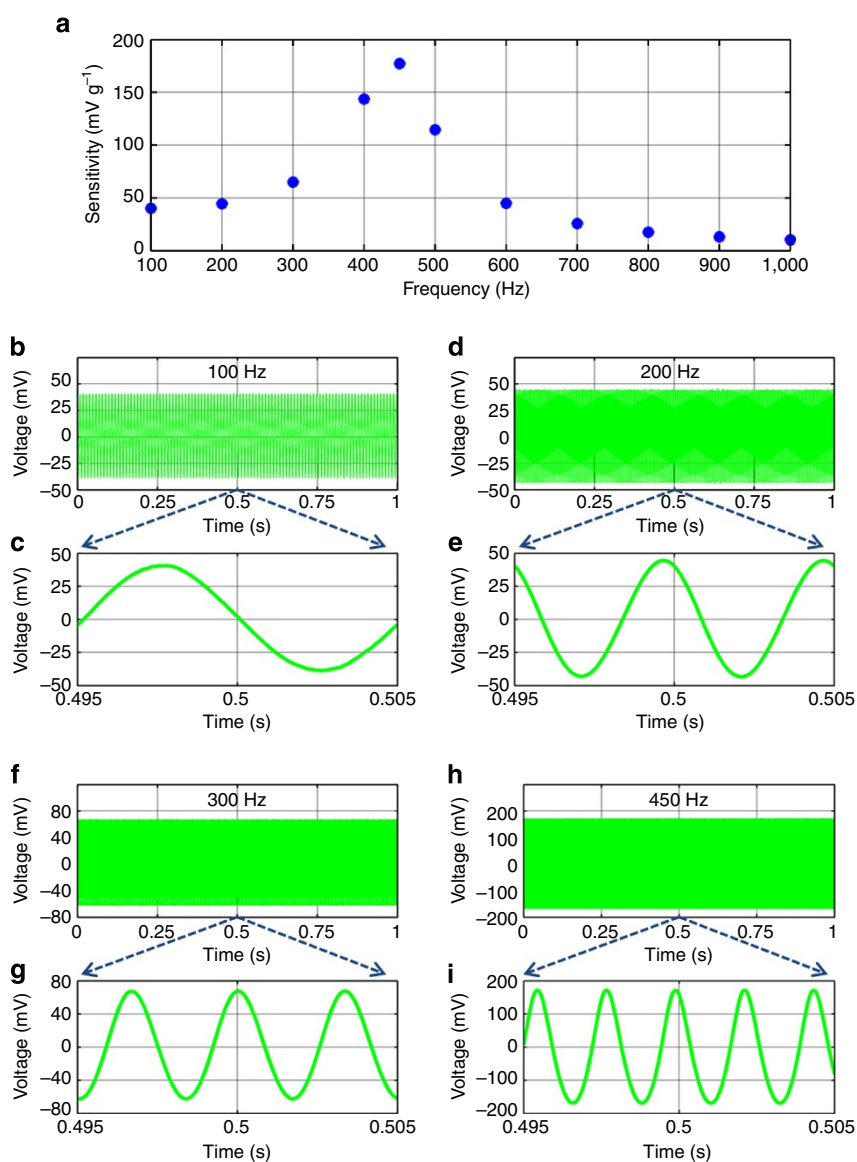 a
200
150
100
50
0
Sensitivity (mV g⁻¹)
100 200 300 400 500 600 700 800 900 1,000
Frequency (Hz)
b
100 Hz
50
25
0
−25
−50
Voltage (mV)
0 0.25 0.5 0.75 1
Time (s)
d
200 Hz
50
25
0
−25
−50
Voltage (mV)
0 0.25 0.5 0.75 1
Time (s)
c
50
25
0
−25
−50
Voltage (mV)
0.495 0.5 0.505
Time (s)
e
50
25
0
−25
−50
Voltage (mV)
0.495 0.5 0.505
Time (s)
f
300 Hz
80
40
0
−40
−80
Voltage (mV)
0 0.25 0.5 0.75 1
Time (s)
h
450 Hz
200
100
0
−100
−200
Voltage (mV)
0 0.25 0.5 0.75 1
Time (s)
g
80
40
0
−40
−80
Voltage (mV)
0.495 0.5 0.505
Time (s)
i
200
100
0
−100
−200
Voltage (mV)
0.495 0.5 0.505
Time (s)